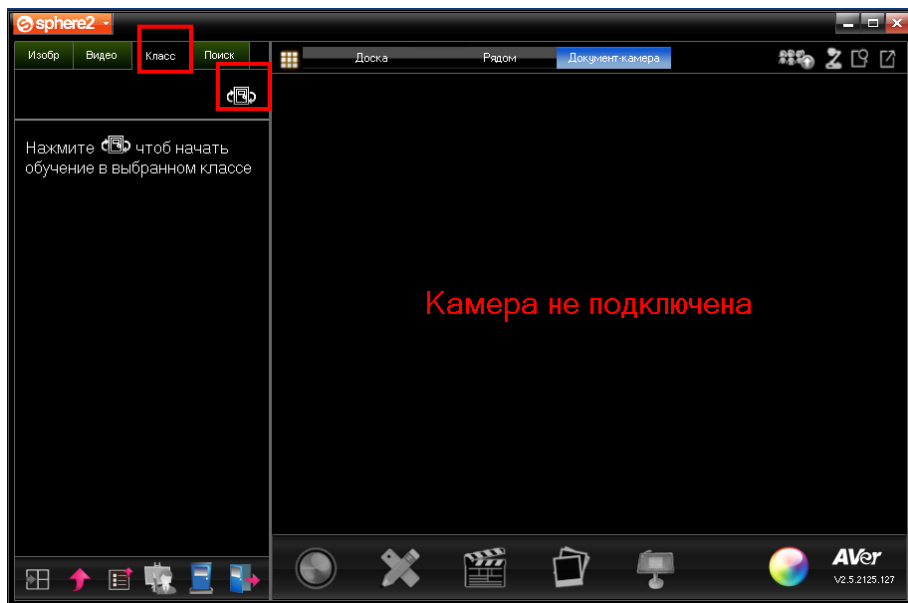 sphere2
Изобр Видео Класс Поиск
Доска Рядом Документ-камера
Нажмите чтоб начать
обучение в выбранном классе
Камера не подключена
AVer
V2.5.2125.127